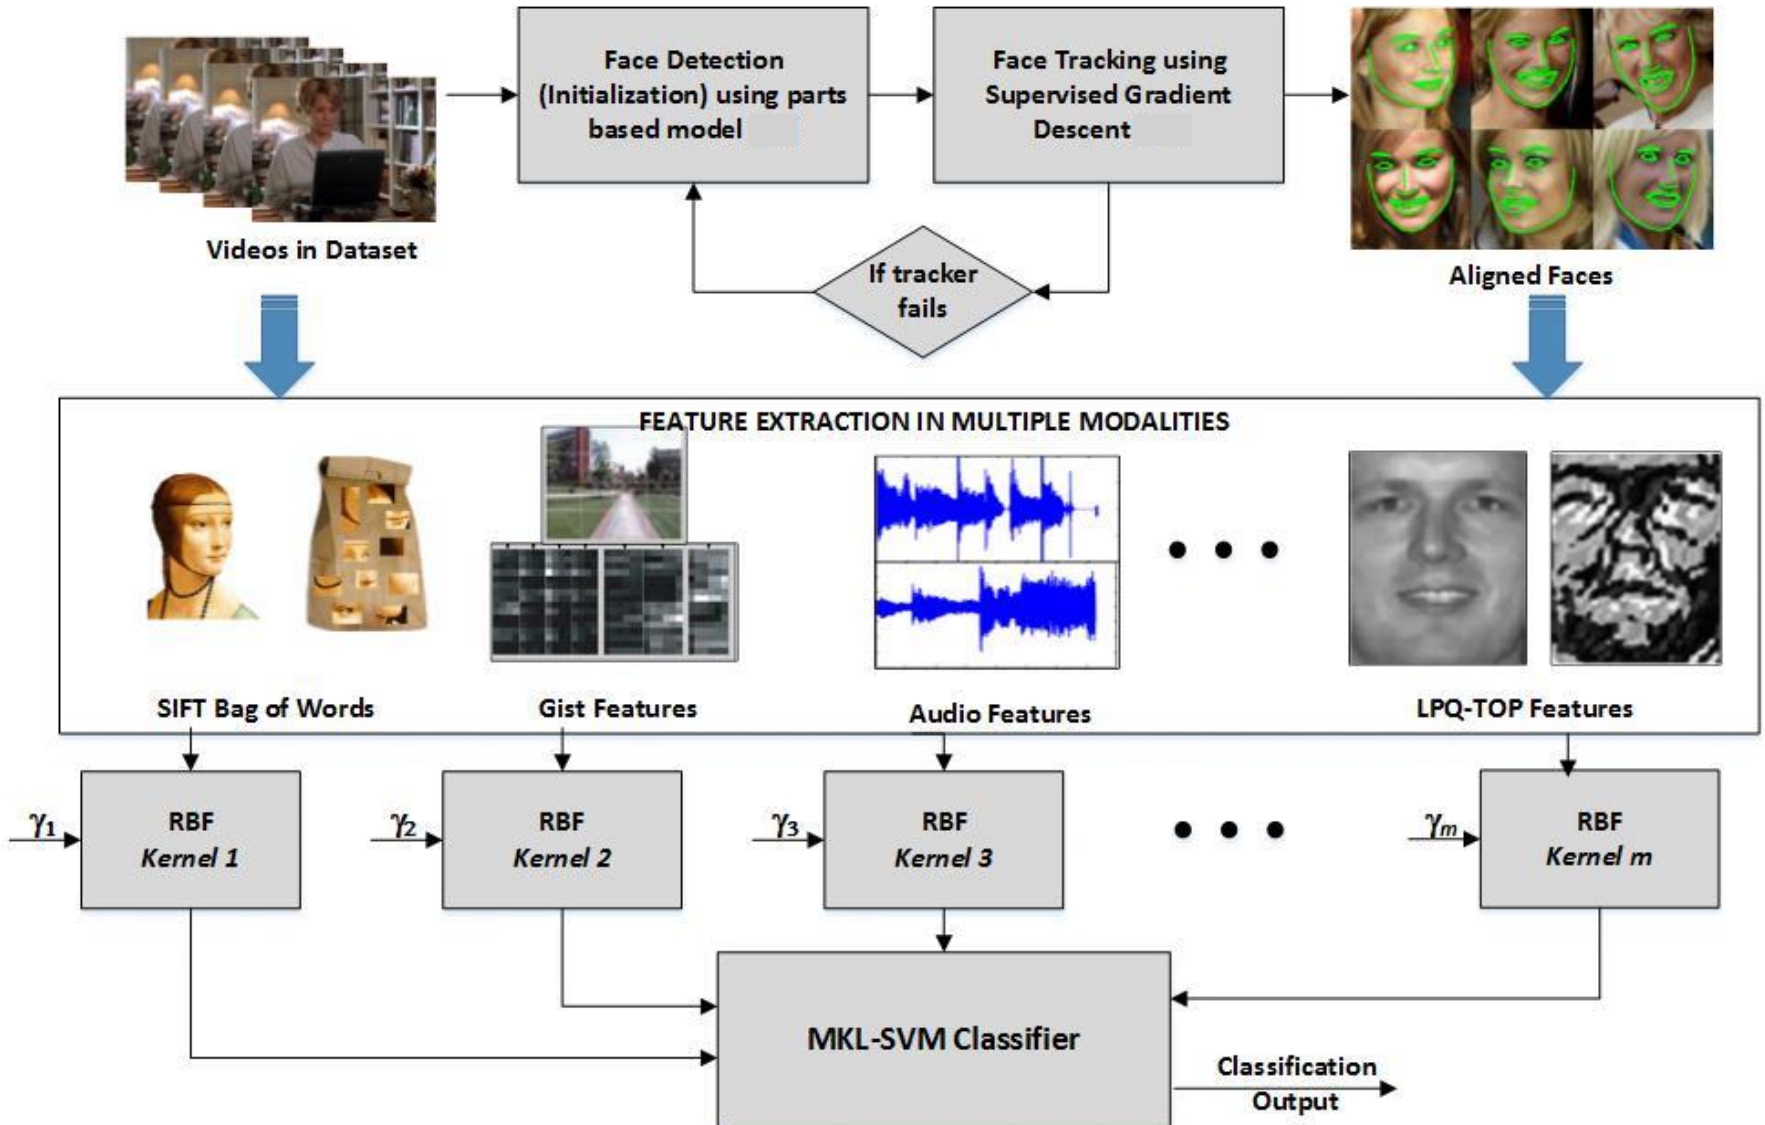 Face Detection
(Initialization) using parts
based model
Face Tracking using
Supervised Gradient
Descent
Videos in Dataset
If tracker
fails
Aligned Faces
FEATURE EXTRACTION IN MULTIPLE MODALITIES
SIFT Bag of Words
Gist Features
Audio Features
LPQ-TOP Features
γ1
RBF
Kernel 1
γ2
RBF
Kernel 2
γ3
RBF
Kernel 3
γm
RBF
Kernel m
MKL-SVM Classifier
Classification
Output